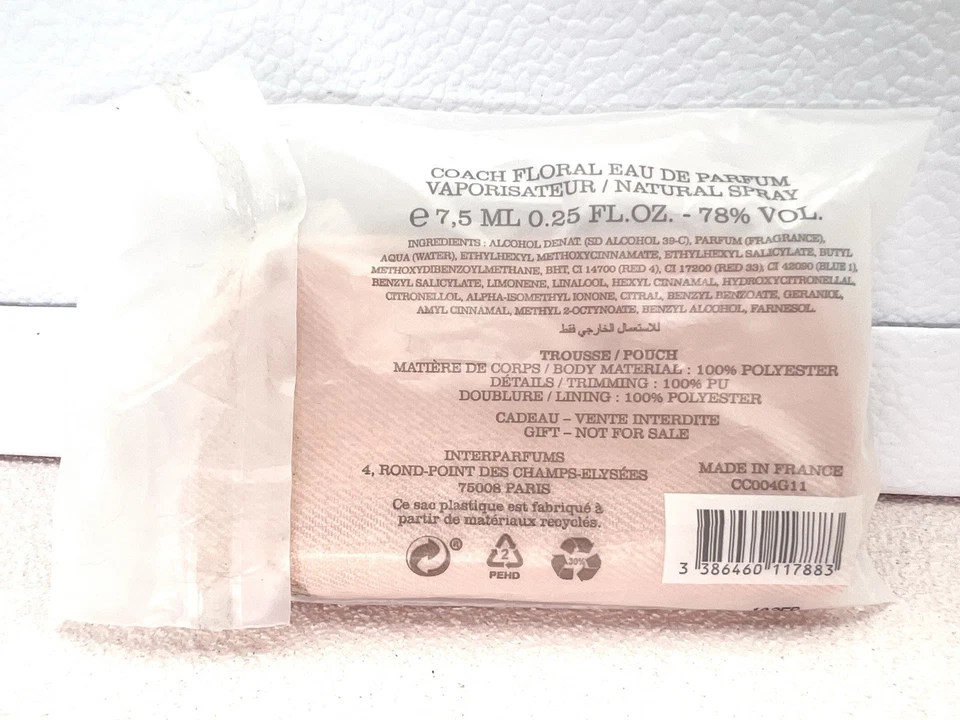 COACH FLORAL EAU DE PARFUM
VAPORISATEUR / NATURAL SPRAY
℮ 7,5 ML 0.25 FL.OZ. - 78% VOL.
INGREDIENTS : ALCOHOL DENAT. (SD ALCOHOL 39-C), PARFUM (FRAGRANCE),
AQUA (WATER), ETHYLHEXYL METHOXYCINNAMATE, ETHYLHEXYL SALICYLATE, BUTYL
METHOXYDIBENZOYLMETHANE, BHT, CI 14700 (RED 4), CI 17200 (RED 33), CI 42090 (BLUE 1),
BENZYL SALICYLATE, LIMONENE, LINALOOL, HEXYL CINNAMAL, HYDROXYCITRONELLAL,
CITRONELLOL, ALPHA-ISOMETHYL IONONE, CITRAL, BENZYL BENZOATE, GERANIOL,
AMYL CINNAMAL, METHYL 2-OCTYNOATE, BENZYL ALCOHOL, FARNESOL.
للاستعمال الخارجي فقط
TROUSSE / POUCH
MATIÈRE DE CORPS / BODY MATERIAL : 100% POLYESTER
DÉTAILS / TRIMMING : 100% PU
DOUBLURE / LINING : 100% POLYESTER
CADEAU – VENTE INTERDITE
GIFT – NOT FOR SALE
INTERPARFUMS
4, ROND-POINT DES CHAMPS-ELYSÉES
75008 PARIS
MADE IN FRANCE
CC004G11
Ce sac plastique est fabriqué à
partir de matériaux recyclés.
®
2
PEHD
30%
3 386460 117883